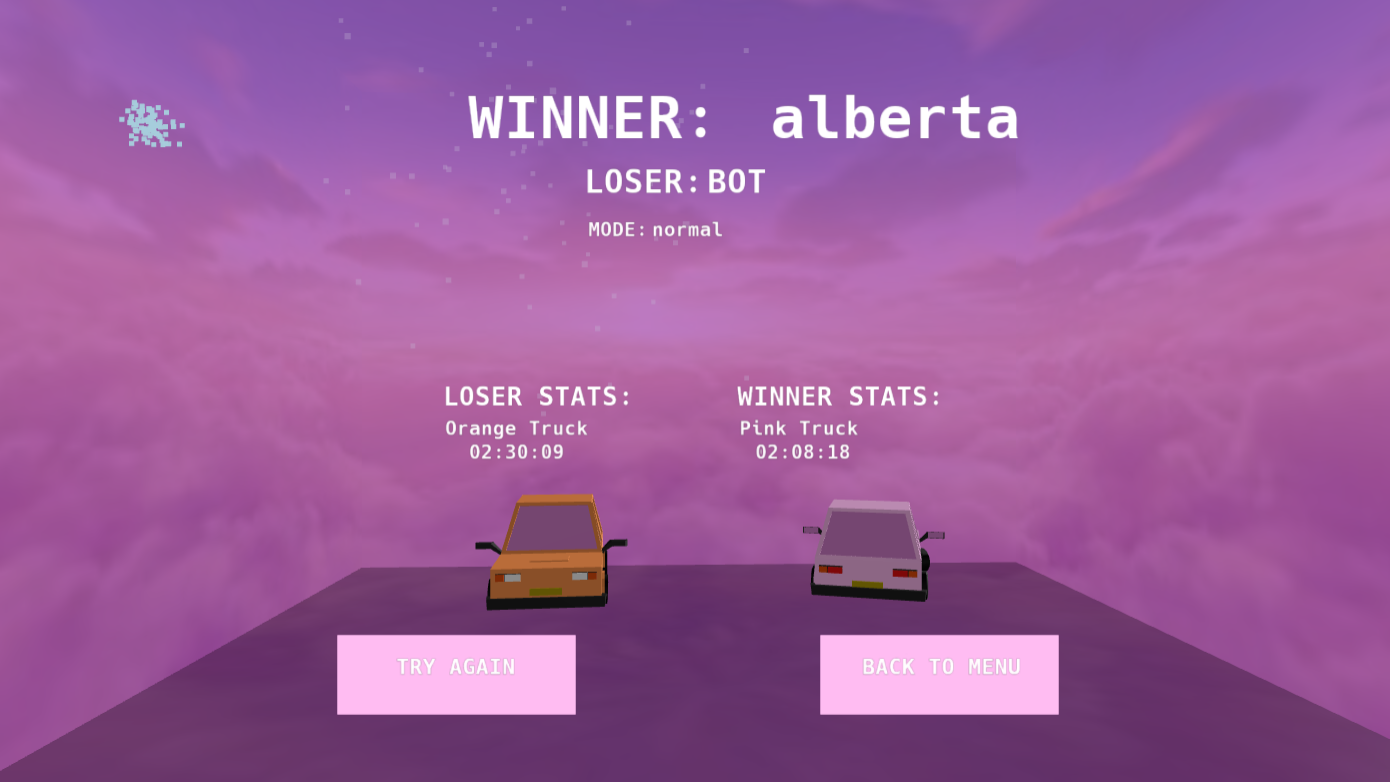 WINNER: alberta
LOSER:BOT
MODE:normal
LOSER STATS:
Orange Truck
02:30:09
WINNER STATS:
Pink Truck
02:08:18
TRY AGAIN
BACK TO MENU